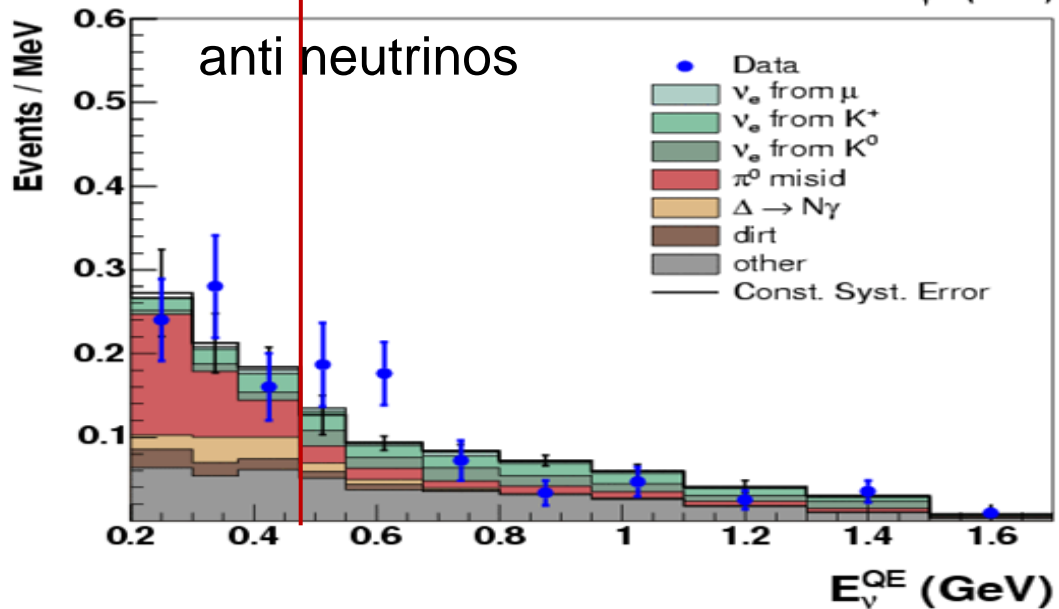 anti neutrinos
Events / MeV
0.6
0.5
0.4
0.3
0.2
0.1
Data
νe from μ
νe from K⁺
νe from K⁰
π⁰ misid
Δ → Nγ
dirt
other
Const. Syst. Error
0.2 0.4 0.6 0.8 1 1.2 1.4 1.6
E_ν^QE (GeV)